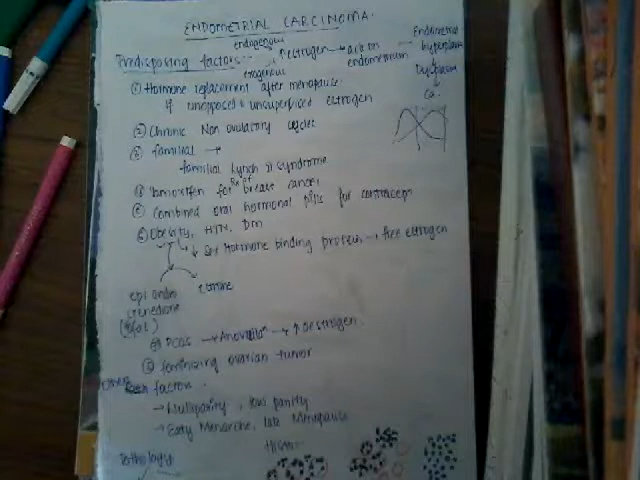 ENDOMETRIAL CARCINOMA.
endogenous
Predisposing factors:- ↑ estrogen → act on endometrium → Endometrial hyperplasia
exogenous
↓
Dysplasia
↓
Ca.
① Hormone replacement after menopause
if unopposed & unsupervised estrogen
② Chronic Non ovulatory cycles
③ familial →
familial Lynch II syndrome
④ Tamoxifen for Rx of breast cancer
⑤ Combined oral hormonal pills for contracep
⑥ Obesity, HTN, DM
↓ Sex Hormone binding protein → free estrogen
epi andro
stenedione
(fat)
PCOS → Anovulation → ↑ Oestrogen.
⑧ feminizing ovarian tumor
Other factors.
→ Nulliparity, low parity
→ Early Menarche, late Menopause
Pathology